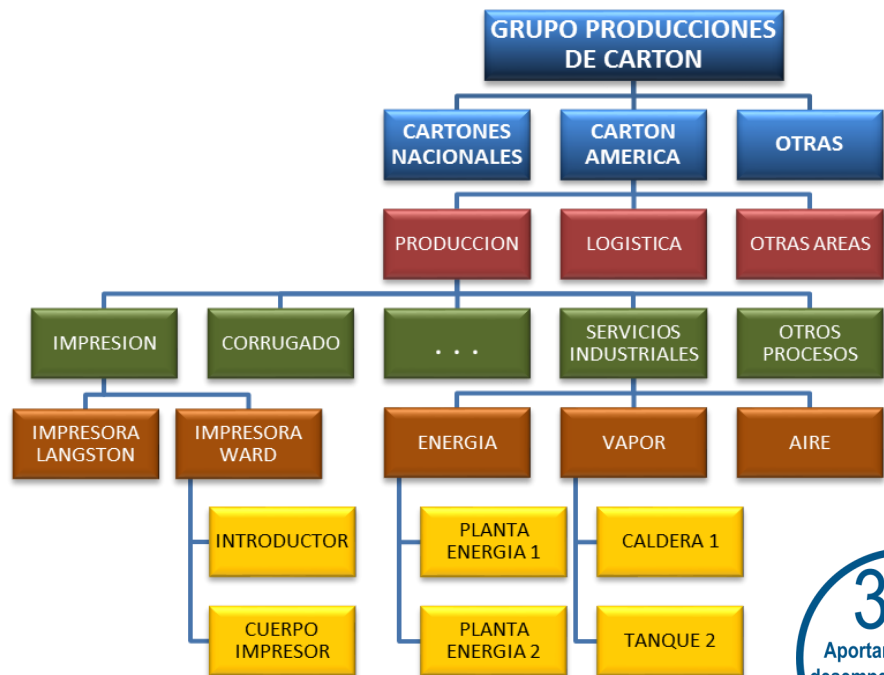 GRUPO PRODUCCIONES
DE CARTON
CARTONES
NACIONALES
CARTON
AMERICA
OTRAS
PRODUCCION
LOGISTICA
OTRAS AREAS
IMPRESION
CORRUGADO
. . .
SERVICIOS
INDUSTRIALES
OTROS
PROCESOS
IMPRESORA
LANGSTON
IMPRESORA
WARD
ENERGIA
VAPOR
AIRE
INTRODUCTOR
PLANTA
ENERGIA 1
CALDERA 1
CUERPO
IMPRESOR
PLANTA
ENERGIA 2
TANQUE 2
3